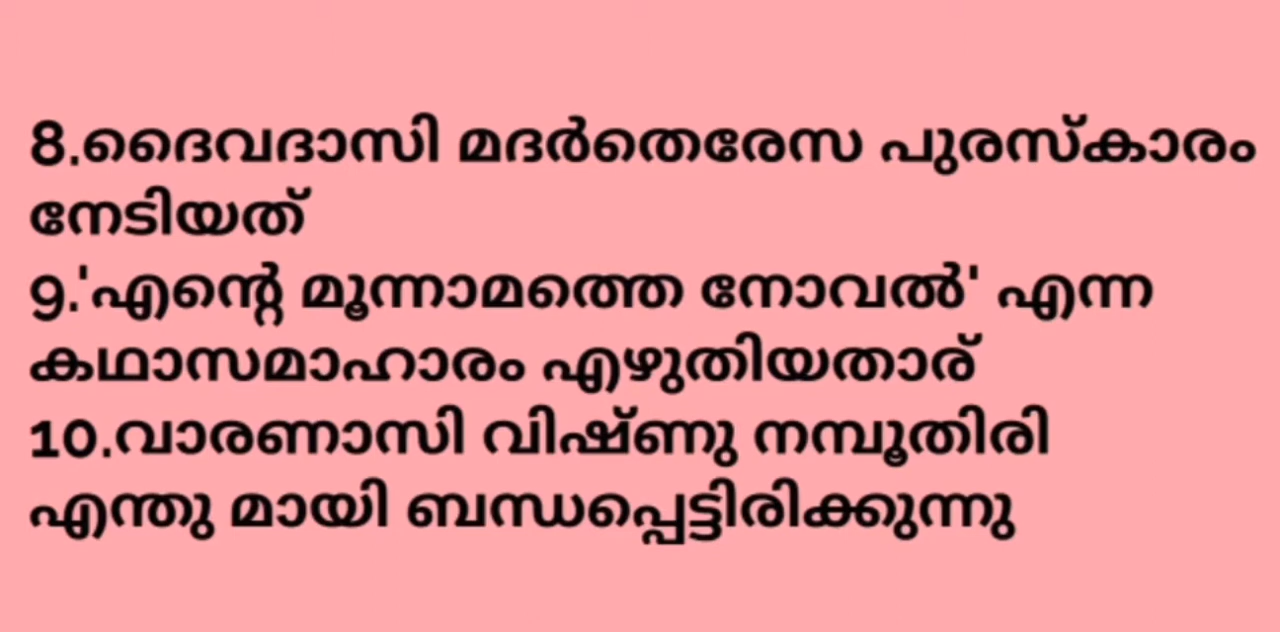 8.ദൈവദാസി മദർതെരേസ പുരസ്കാരം
നേടിയത്
9.'എന്റെ മൂന്നാമത്തെ നോവൽ' എന്ന
കഥാസമാഹാരം എഴുതിയതാര്
10.വാരണാസി വിഷ്ണു നമ്പൂതിരി
എന്തു മായി ബന്ധപ്പെട്ടിരിക്കുന്നു